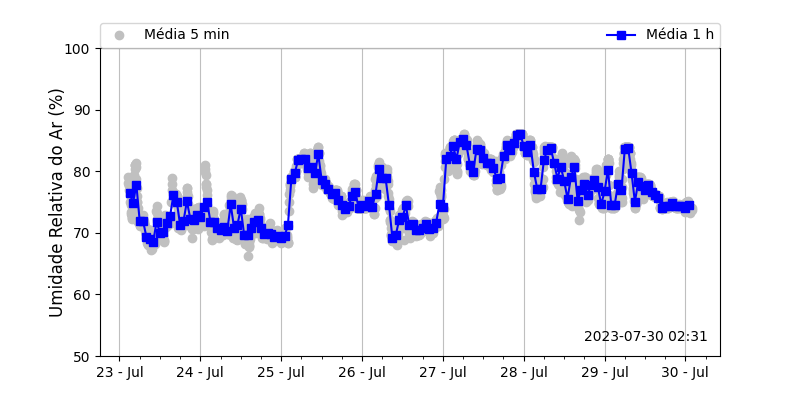 Média 5 min
Média 1 h
100
90
80
70
60
50
Umidade Relativa do Ar (%)
2023-07-30 02:31
23 - Jul
24 - Jul
25 - Jul
26 - Jul
27 - Jul
28 - Jul
29 - Jul
30 - Jul